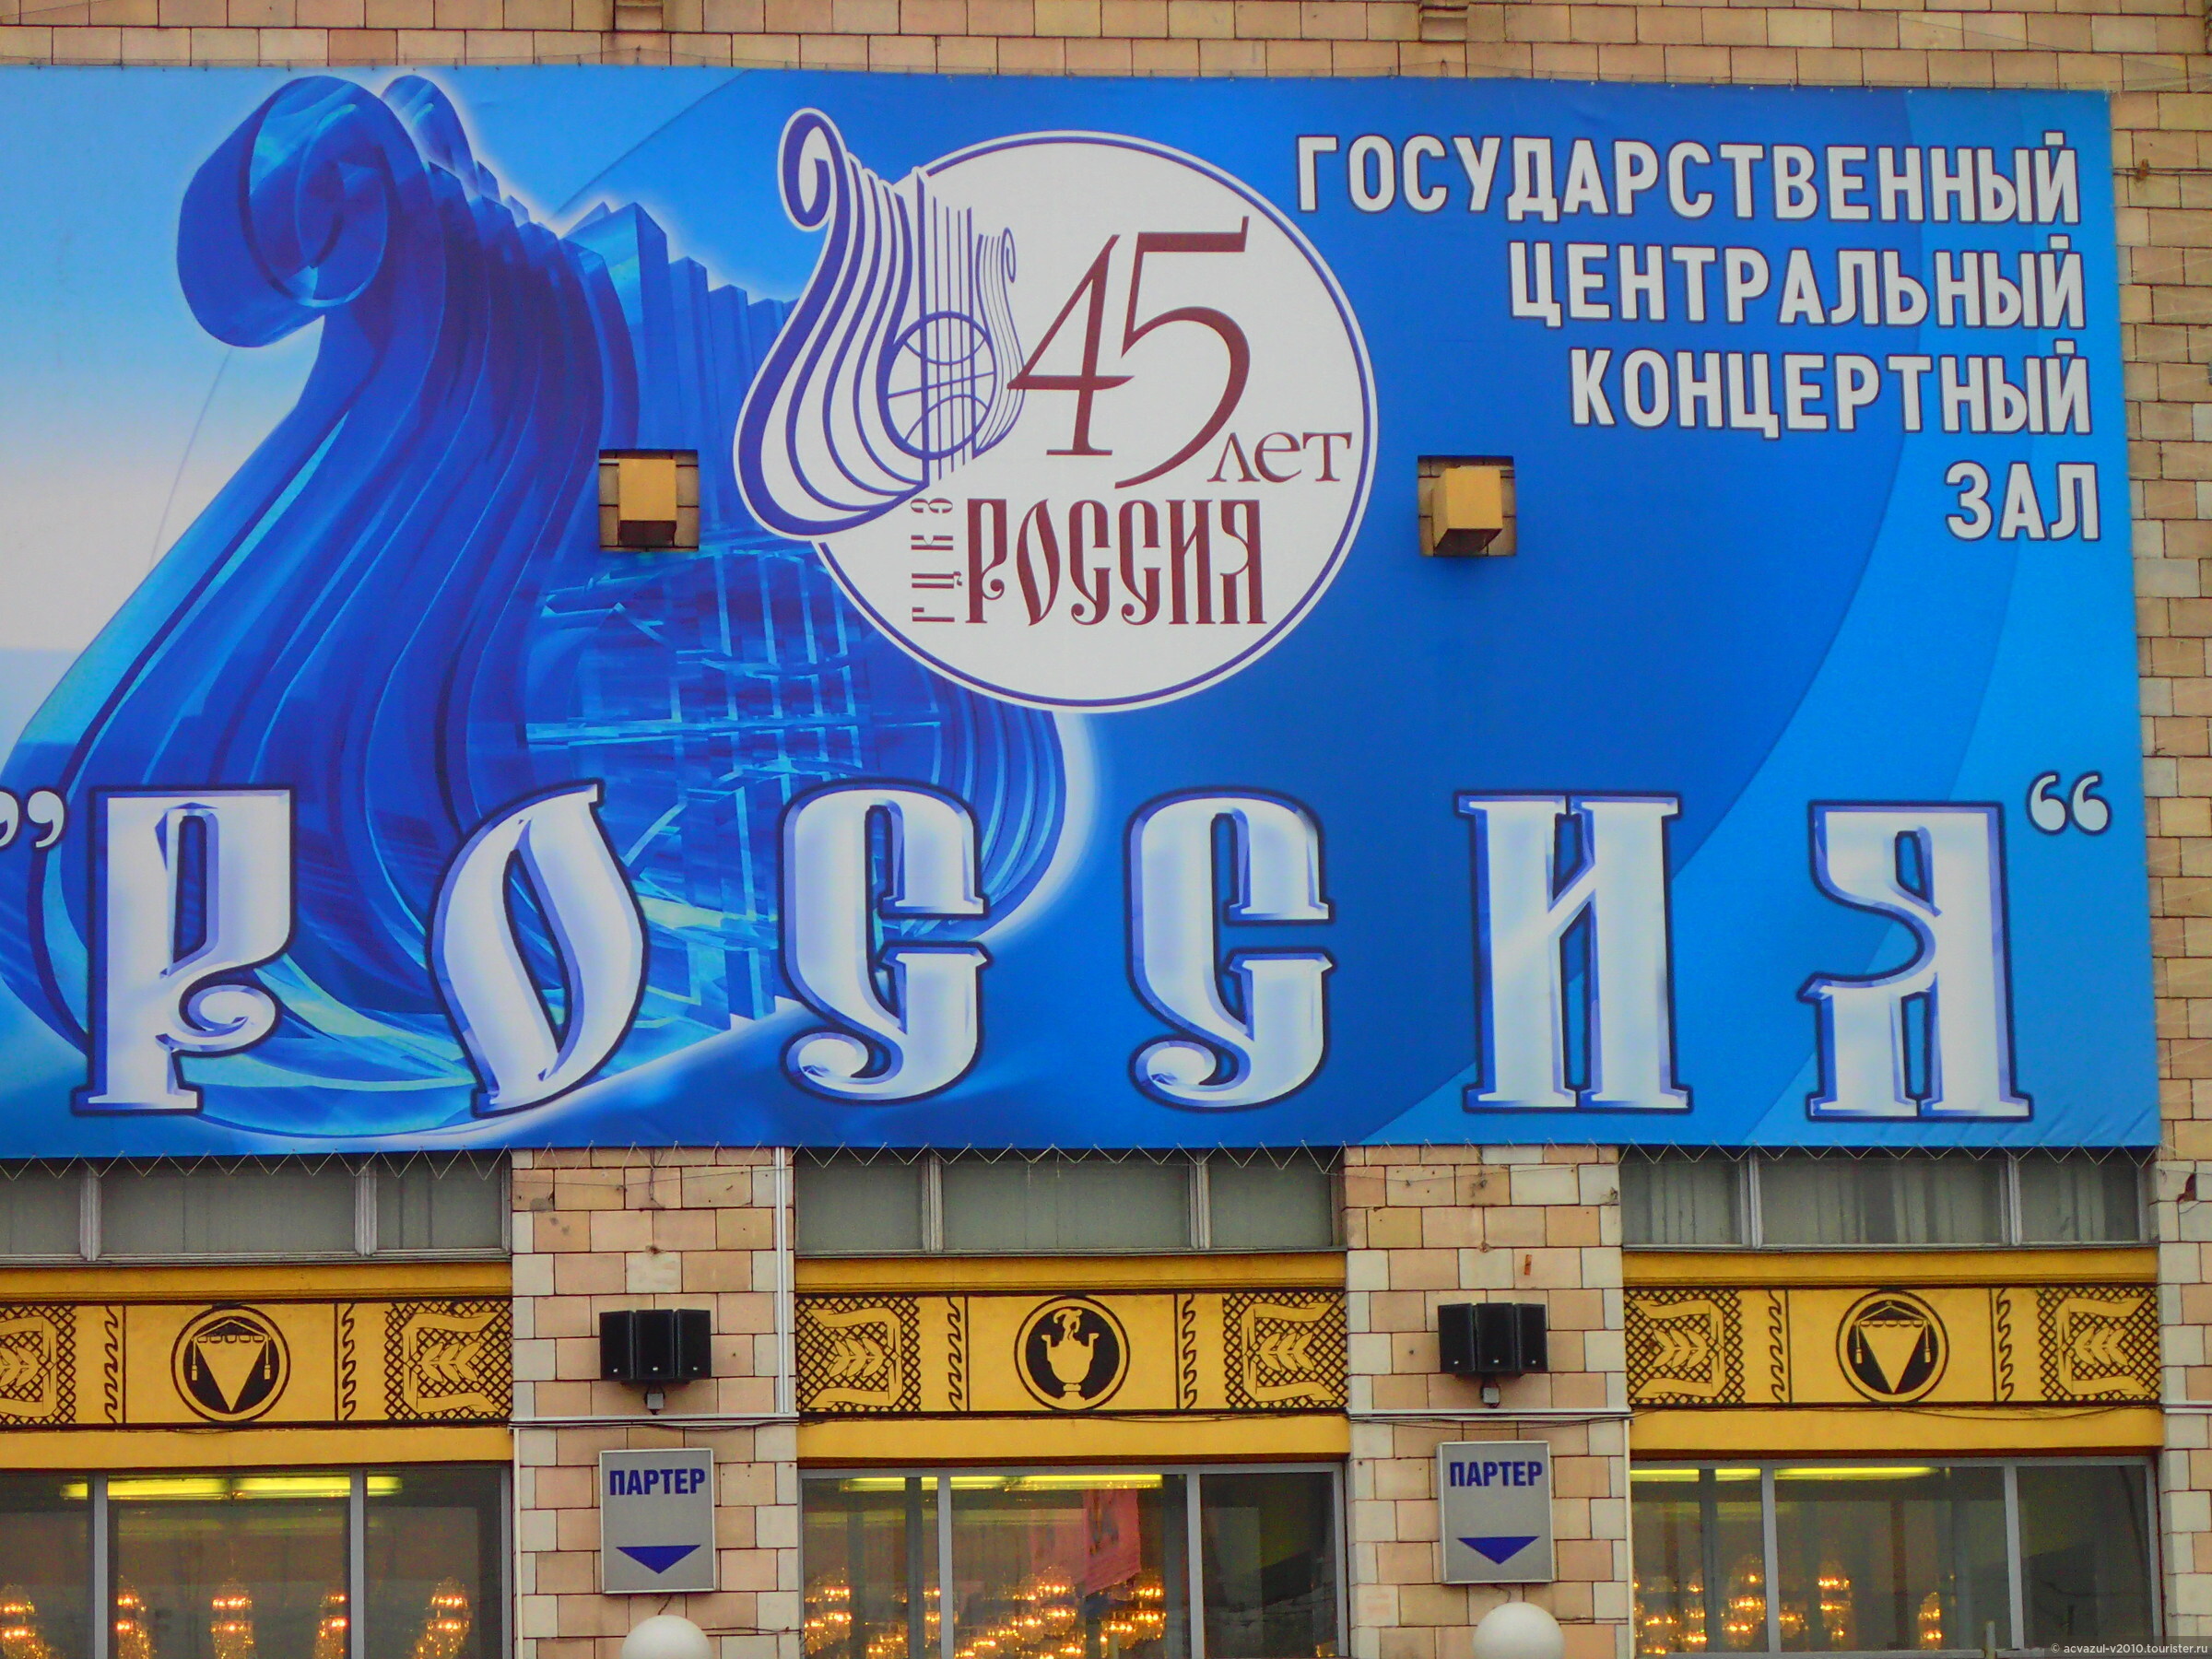 ГОСУДАРСТВЕННЫЙ
ЦЕНТРАЛЬНЫЙ
КОНЦЕРТНЫЙ
ЗАЛ
45 лет
ГЦКЗ РОССИЯ
”РОССИЯ“
ПАРТЕР
ПАРТЕР
© acvazul-v2010.tourister.ru